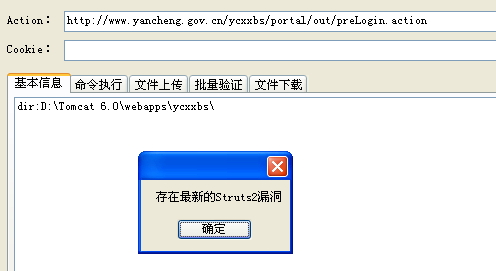 Action： http://www.yancheng.gov.cn/ycxxbs/portal/out/preLogin.action
Cookie：
基本信息 命令执行 文件上传 批量验证 文件下载
dir:D:\Tomcat 6.0\webapps\ycxxbs\
存在最新的Struts2漏洞
确定